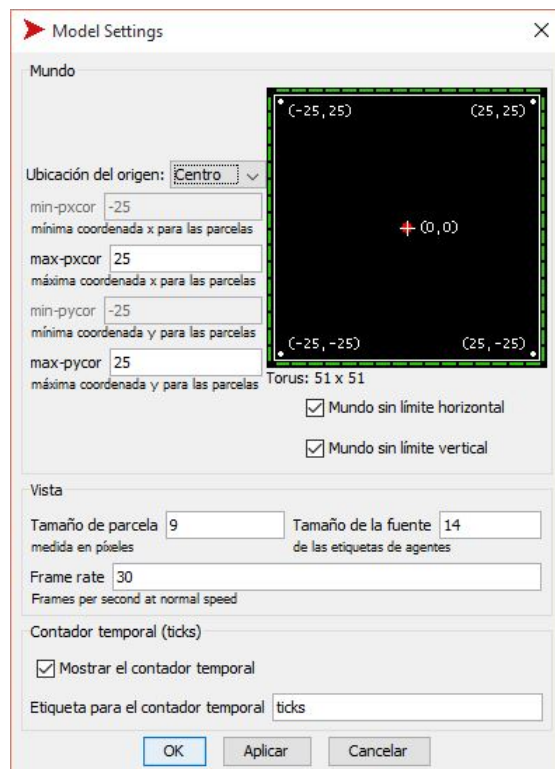 Model Settings
Mundo
(-25,25) (25,25)
Ubicación del origen: Centro
min-pxcor -25
mínima coordenada x para las parcelas
(0,0)
max-pxcor 25
máxima coordenada x para las parcelas
min-pycor -25
mínima coordenada y para las parcelas
(-25,-25) (25,-25)
max-pycor 25
máxima coordenada y para las parcelas
Torus: 51 x 51
Mundo sin límite horizontal
Mundo sin límite vertical
Vista
Tamaño de parcela 9 Tamaño de la fuente 14
medida en píxeles de las etiquetas de agentes
Frame rate 30
Frames per second at normal speed
Contador temporal (ticks)
Mostrar el contador temporal
Etiqueta para el contador temporal ticks
OK Aplicar Cancelar